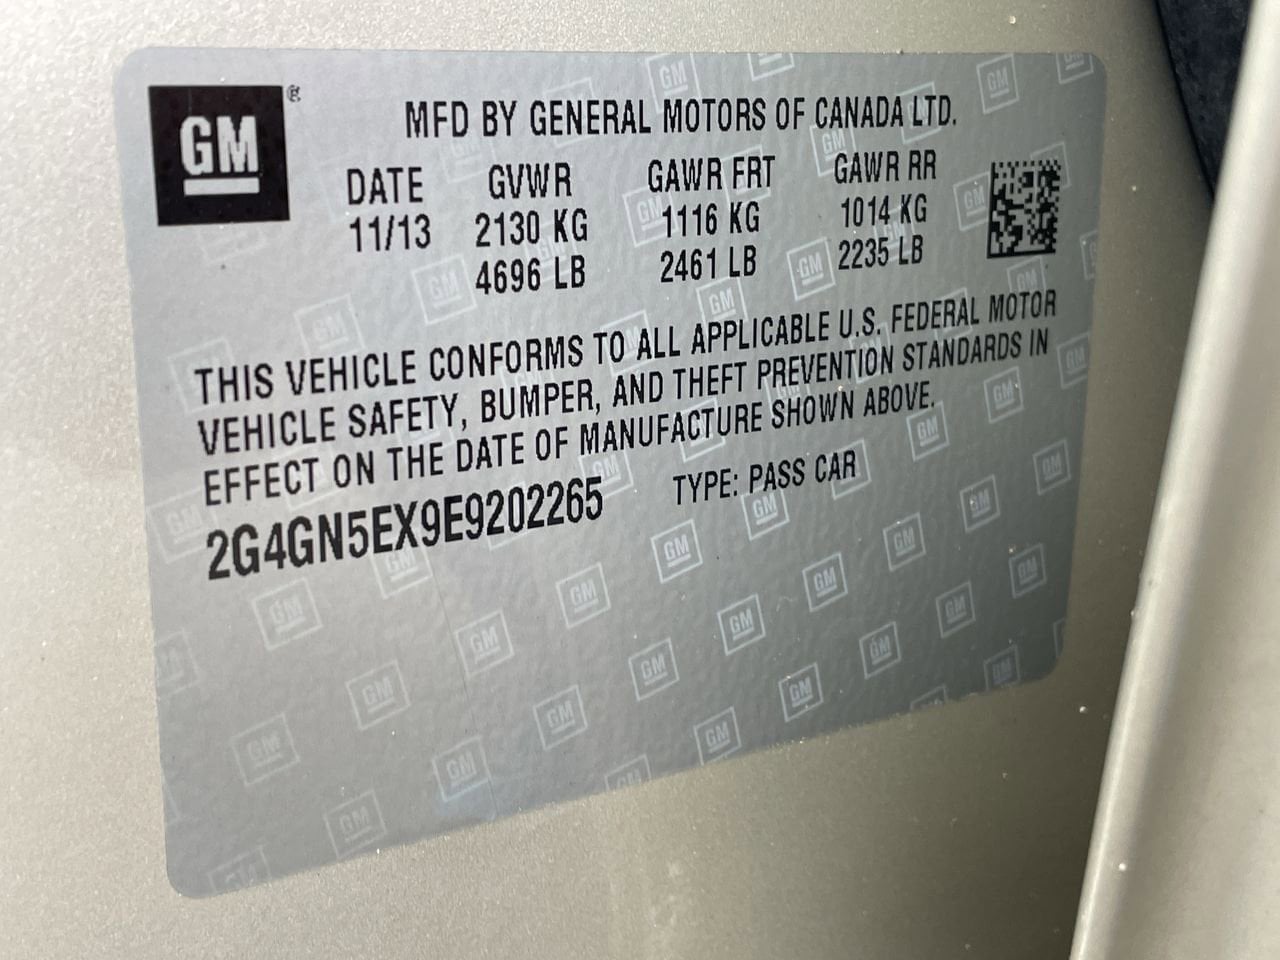 GM
MFD BY GENERAL MOTORS OF CANADA LTD.
DATE GVWR GAWR FRT GAWR RR
11/13 2130 KG 1116 KG 1014 KG
4696 LB 2461 LB 2235 LB
THIS VEHICLE CONFORMS TO ALL APPLICABLE U.S. FEDERAL MOTOR
VEHICLE SAFETY, BUMPER, AND THEFT PREVENTION STANDARDS IN
EFFECT ON THE DATE OF MANUFACTURE SHOWN ABOVE.
2G4GN5EX9E9202265 TYPE: PASS CAR